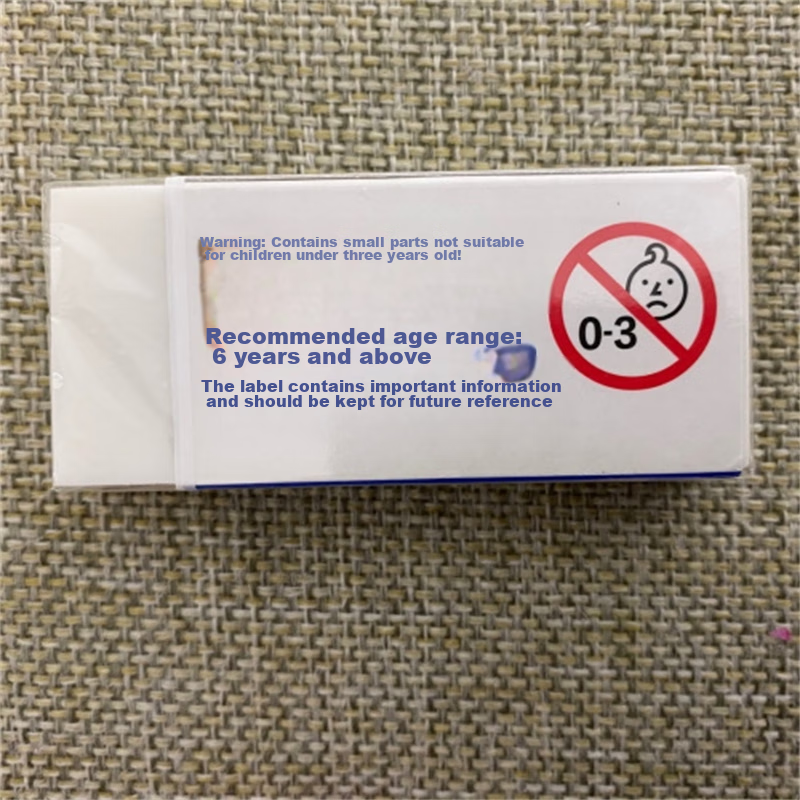 Warning: Contains small parts not suitable
for children under three years old!
0-3
Recommended age range:
6 years and above
The label contains important information
and should be kept for future reference